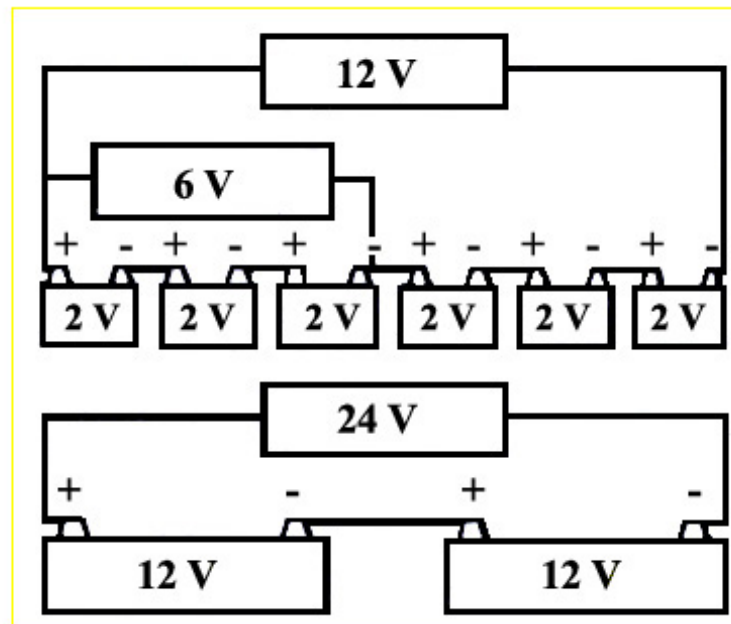 12 V
6 V
+ - + - + - + - + - + -
2 V 2 V 2 V 2 V 2 V 2 V
24 V
+ - + -
12 V 12 V